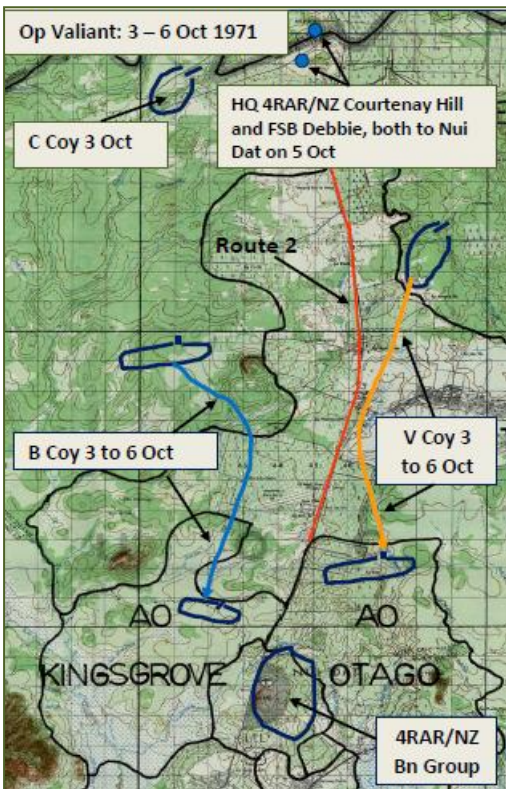 Op Valiant: 3 – 6 Oct 1971
HQ 4RAR/NZ Courtenay Hill
and FSB Debbie, both to Nui
Dat on 5 Oct
C Coy 3 Oct
Route 2
B Coy 3 to 6 Oct
V Coy 3
to 6 Oct
AO
KINGSGROVE
AO
OTAGO
4RAR/NZ
Bn Group